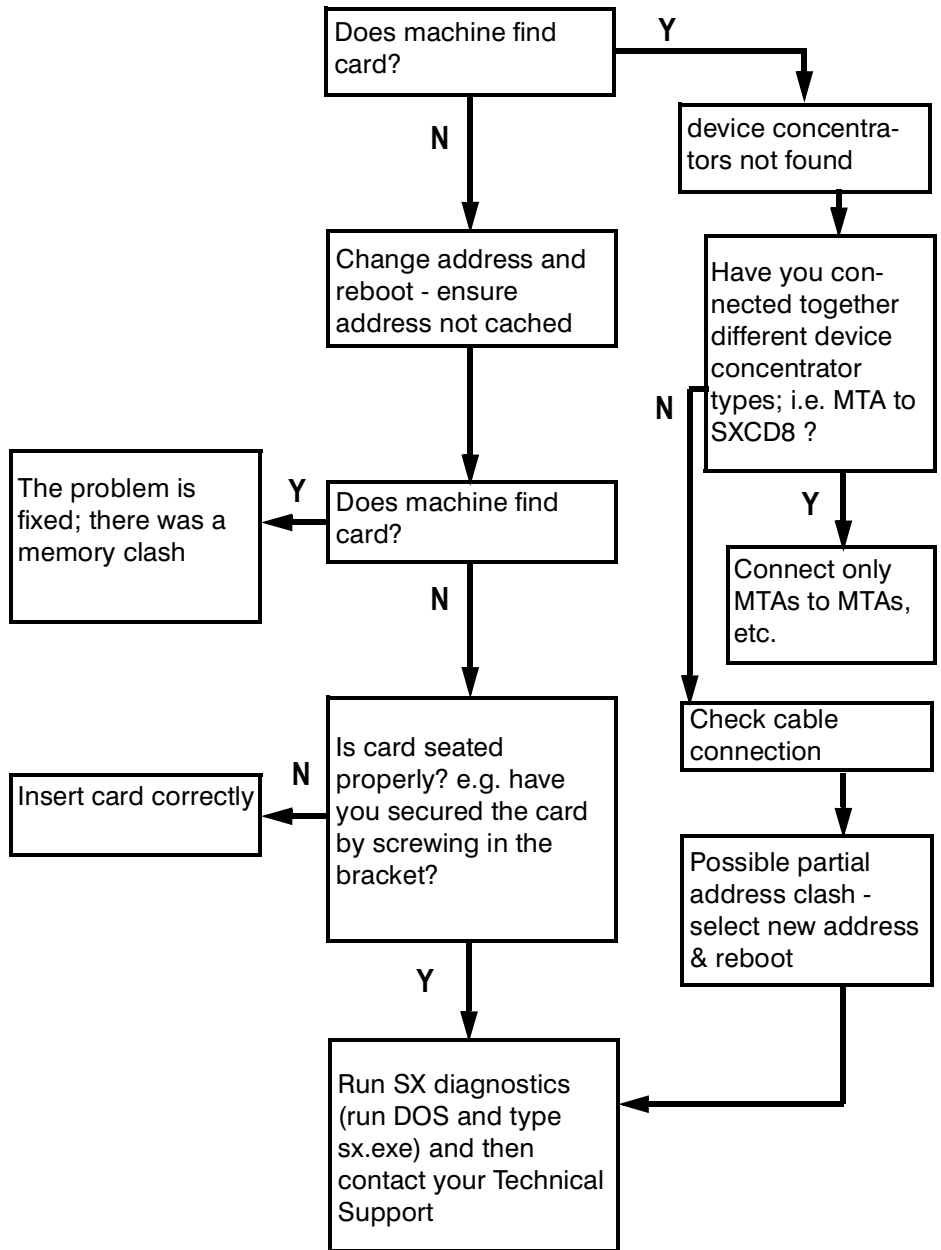 Does machine find
card?
Y
N
device concentra-
tors not found
Change address and
reboot - ensure
address not cached
Have you con-
nected together
different device
concentrator
types; i.e. MTA to
SXCD8 ?
N
Y
The problem is
fixed; there was a
memory clash
Y
Does machine find
card?
N
Connect only
MTAs to MTAs,
etc.
Check cable
connection
Is card seated
properly? e.g. have
you secured the card
by screwing in the
bracket?
N
Insert card correctly
Y
Possible partial
address clash -
select new address
& reboot
Run SX diagnostics
(run DOS and type
sx.exe) and then
contact your Technical
Support